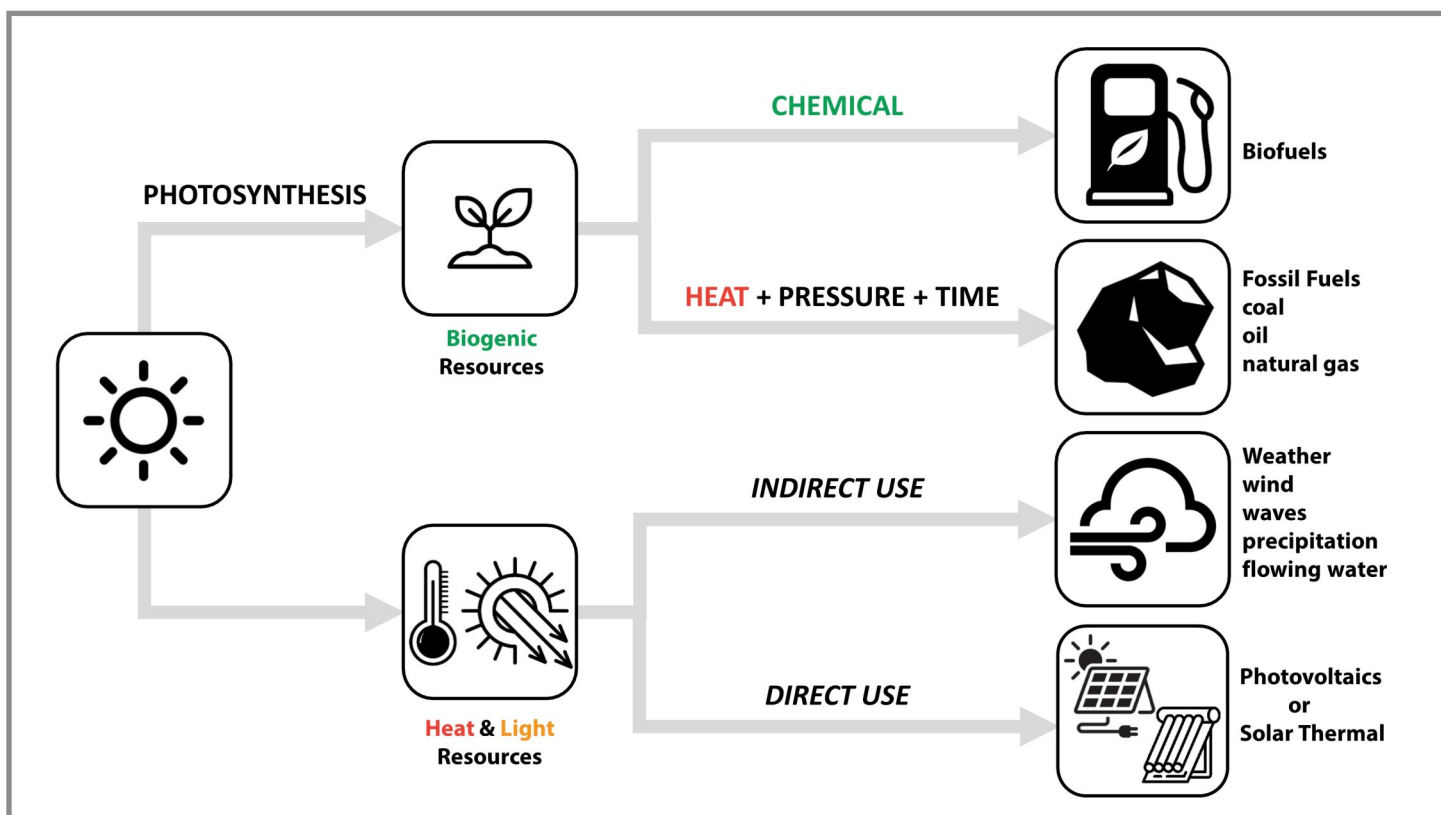 CHEMICAL
Biofuels
PHOTOSYNTHESIS
HEAT + PRESSURE + TIME
Fossil Fuels
coal
oil
natural gas
Biogenic
Resources
INDIRECT USE
Weather
wind
waves
precipitation
flowing water
DIRECT USE
Photovoltaics
or
Solar Thermal
Heat & Light
Resources